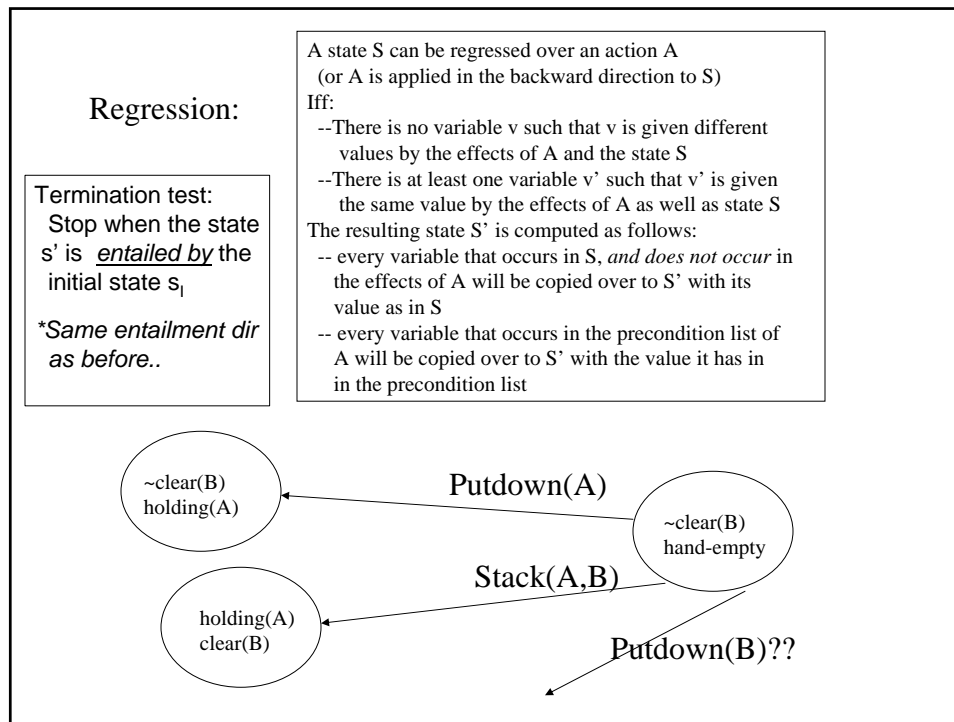 Regression:
A state S can be regressed over an action A
(or A is applied in the backward direction to S)
Iff:
--There is no variable v such that v is given different
values by the effects of A and the state S
--There is at least one variable v’ such that v’ is given
the same value by the effects of A as well as state S
The resulting state S’ is computed as follows:
-- every variable that occurs in S, and does not occur in
the effects of A will be copied over to S’ with its
value as in S
-- every variable that occurs in the precondition list of
A will be copied over to S’ with the value it has in
in the precondition list
Termination test:
Stop when the state
s’ is entailed by the
initial state sI
*Same entailment dir
as before..
~clear(B)
holding(A)
Putdown(A)
~clear(B)
hand-empty
Stack(A,B)
holding(A)
clear(B)
Putdown(B)??